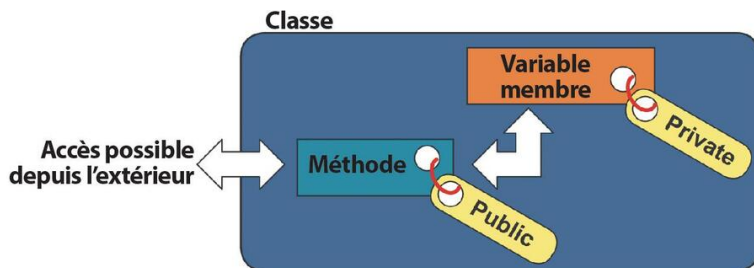 Classe
Variable
membre
Private
Accès possible
depuis l'extérieur
Méthode
Public